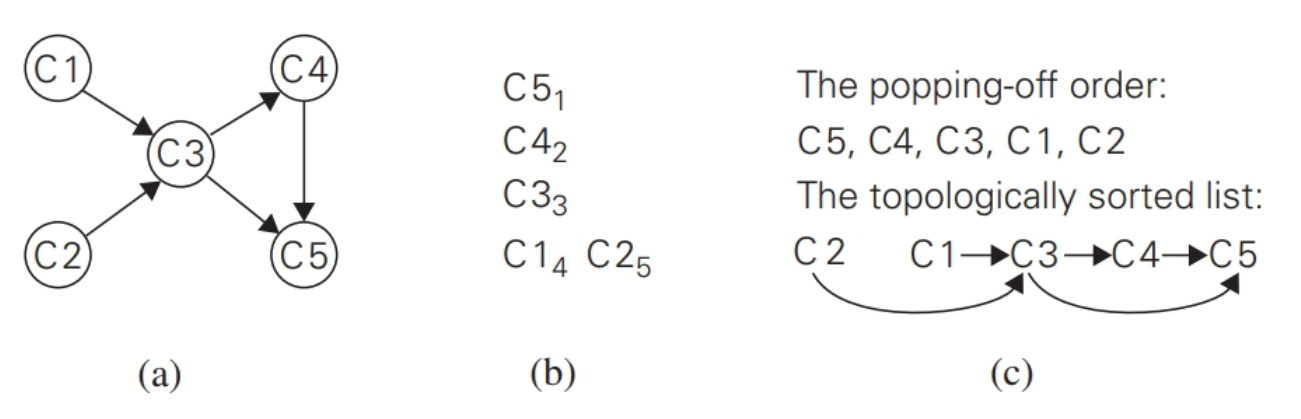 C1
C4
C3
C2
C5
(a)
C5₁
C4₂
C3₃
C1₄ C2₅
(b)
The popping-off order:
C5, C4, C3, C1, C2
The topologically sorted list:
C2 C1 C3 C4 C5
(c)